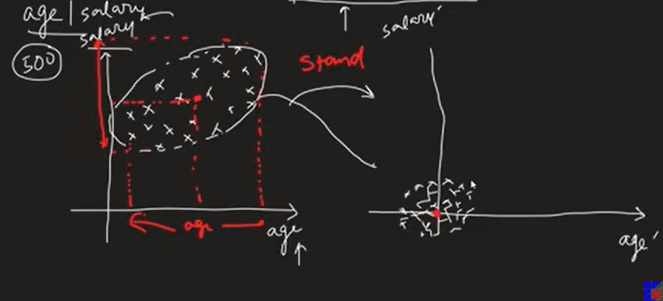 age | salary
salary
500
salary'
Stand
age
age
age'